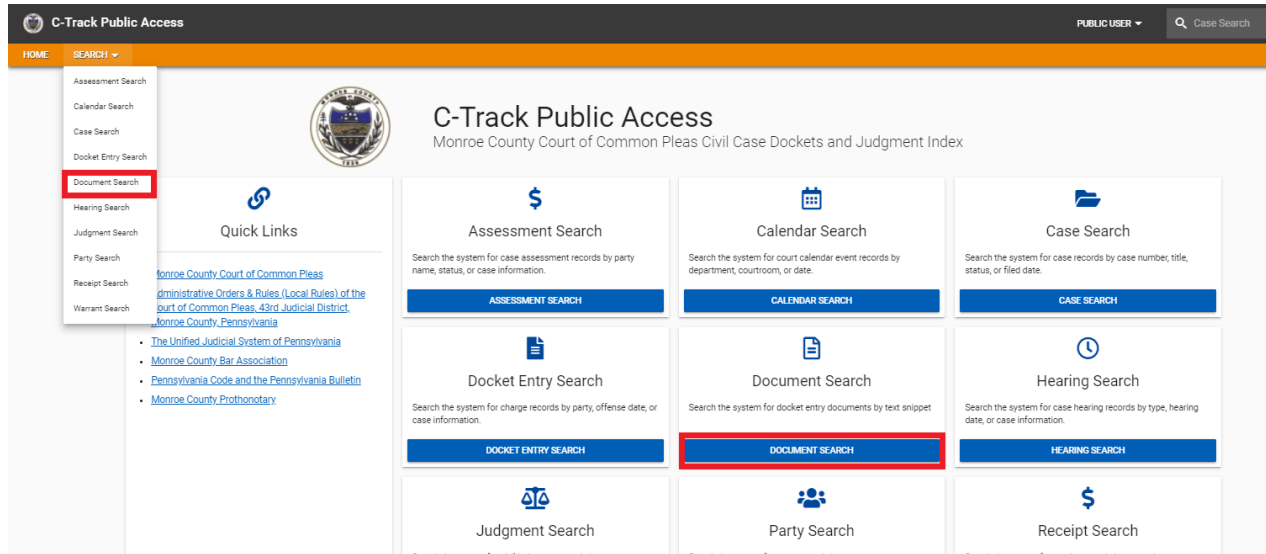 C-Track Public Access
PUBLIC USER
Case Search
HOME
SEARCH
Assessment Search
Calendar Search
Case Search
Docket Entry Search
Document Search
Hearing Search
Judgment Search
Party Search
Receipt Search
Warrant Search
C-Track Public Access
Monroe County Court of Common Pleas Civil Case Dockets and Judgment Index
Quick Links
Monroe County Court of Common Pleas
Administrative Orders & Rules (Local Rules) of the
Court of Common Pleas, 43rd Judicial District,
Monroe County, Pennsylvania
The Unified Judicial System of Pennsylvania
Monroe County Bar Association
Pennsylvania Code and the Pennsylvania Bulletin
Monroe County Prothonotary
Assessment Search
Search the system for case assessment records by party
name, status, or case information.
ASSESSMENT SEARCH
Calendar Search
Search the system for court calendar event records by
department, courtroom, or date.
CALENDAR SEARCH
Case Search
Search the system for case records by case number, title,
status, or filed date.
CASE SEARCH
Docket Entry Search
Search the system for charge records by party, offense date, or
case information.
DOCKET ENTRY SEARCH
Document Search
Search the system for docket entry documents by text snippet
DOCUMENT SEARCH
Hearing Search
Search the system for case hearing records by type, hearing
date, or case information.
HEARING SEARCH
Judgment Search
Party Search
Receipt Search